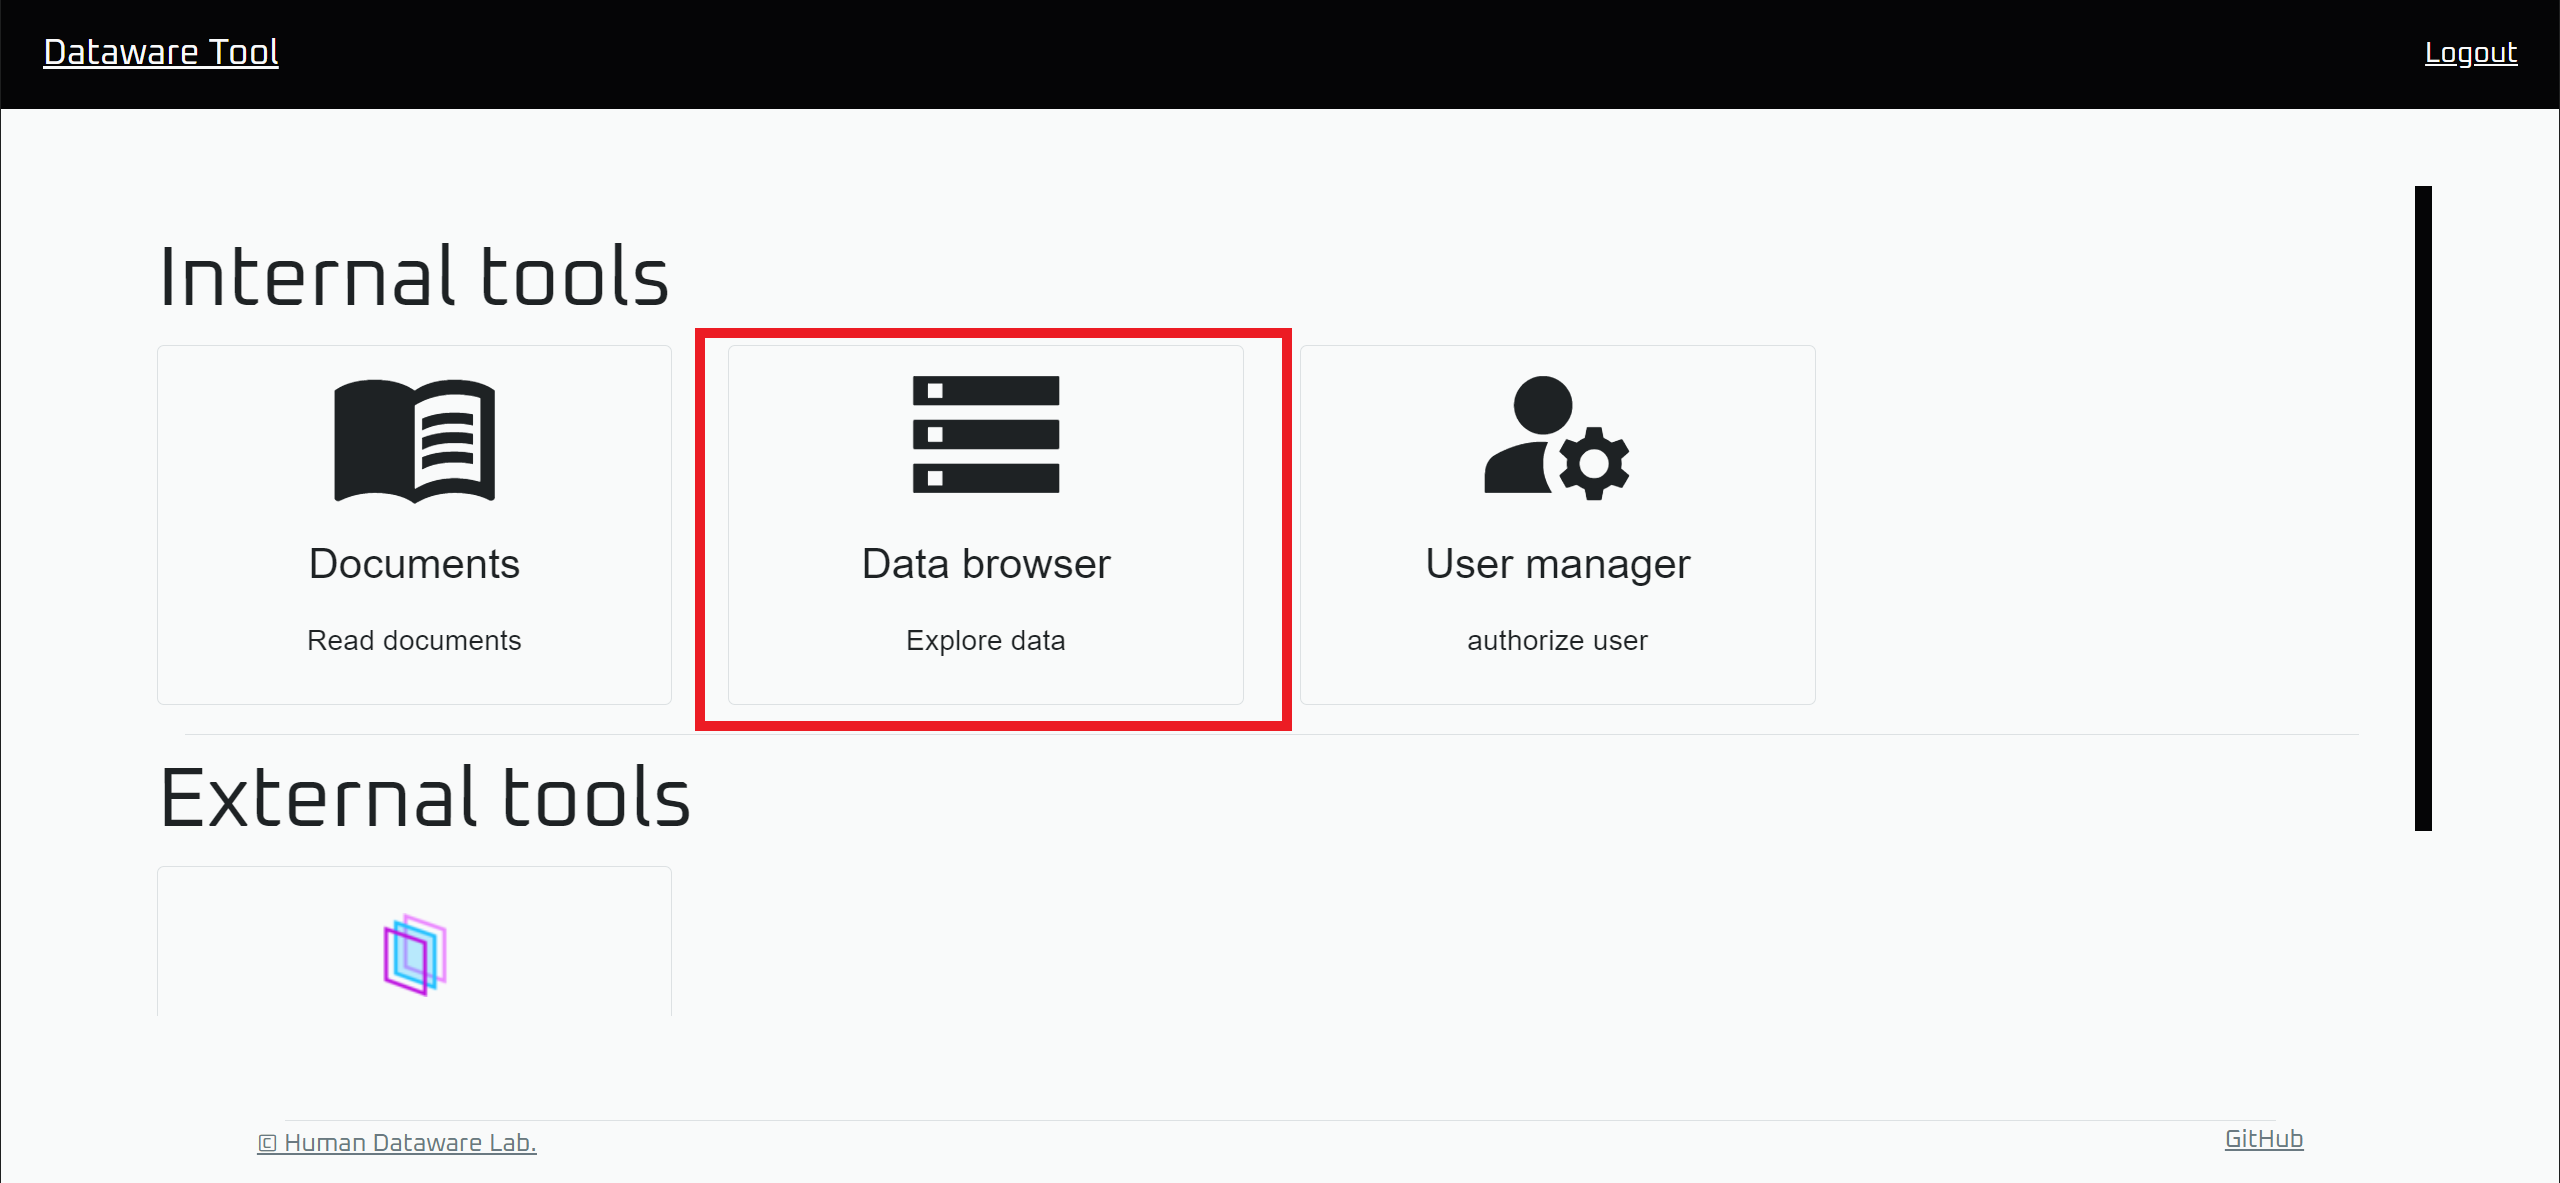 Dataware Tool
Logout
Internal tools
Documents
Read documents
Data browser
Explore data
User manager
authorize user
External tools
© Human Dataware Lab.
GitHub